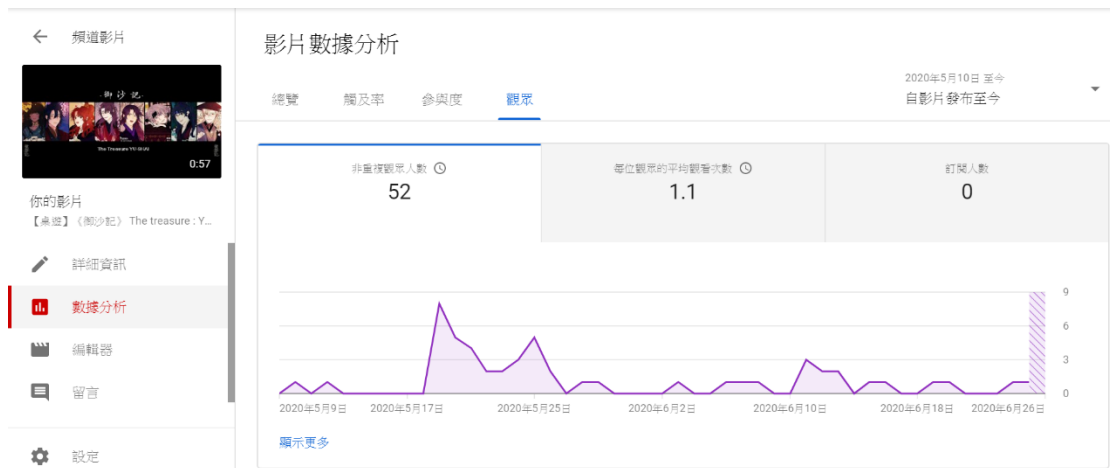 頻道影片
-御沙記-
The Treasure: YU-SHAJ
0:57
你的影片
【桌遊】《御沙記》 The treasure : Y...
詳細資訊
數據分析
編輯器
留言
設定
影片數據分析
總覽
觸及率
參與度
觀眾
2020年5月10日 至今
自影片發布至今
非重複觀眾人數
52
每位觀眾的平均觀看次數
1.1
訂閱人數
0
9
6
3
0
2020年5月9日
2020年5月17日
2020年5月25日
2020年6月2日
2020年6月10日
2020年6月18日
2020年6月26日
顯示更多